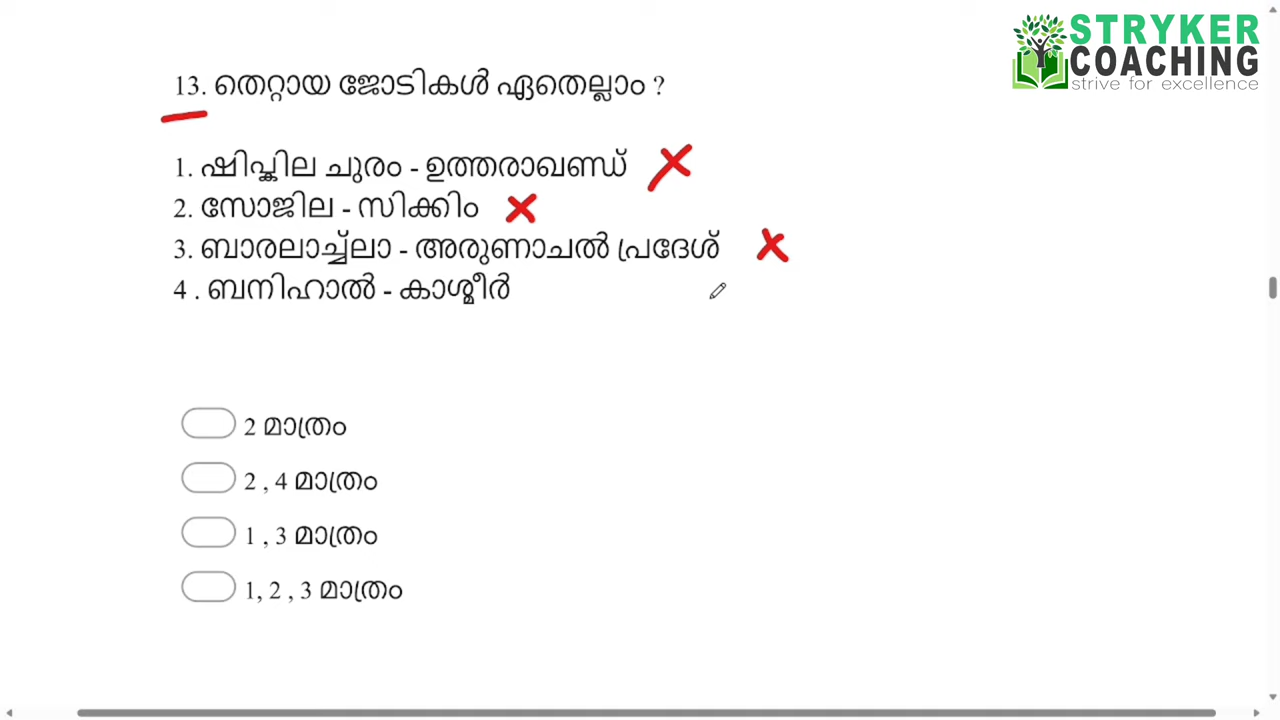 STRYKER
COACHING
strive for excellence
13. തെറ്റായ ജോടികൾ ഏതെല്ലാം ?
1. ഷിപ്കില ചുരം - ഉത്തരാഖണ്ഡ്
2. സോജില - സിക്കിം
3. ബാരലാച്ച്ലാ - അരുണാചൽ പ്രദേശ്
4 . ബനിഹാൽ - കാശ്മീർ
2 മാത്രം
2 , 4 മാത്രം
1 , 3 മാത്രം
1, 2 , 3 മാത്രം